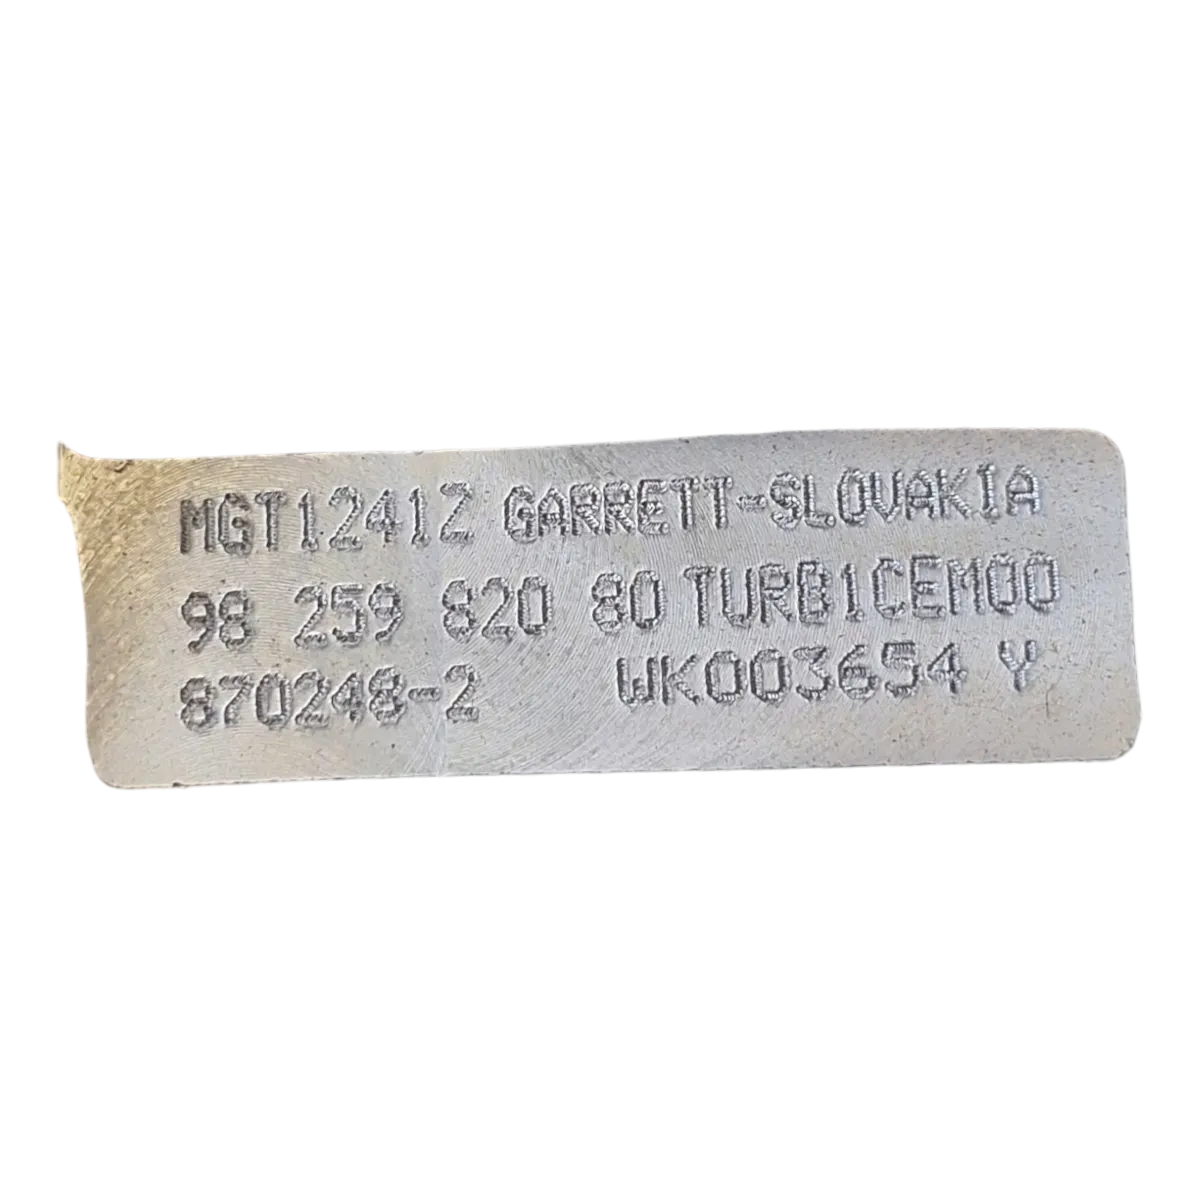 MGT1241Z GARRETT-SLOVAKIA
98 259 820 80 TURB1CEM00
870248-2 WK003654 Y